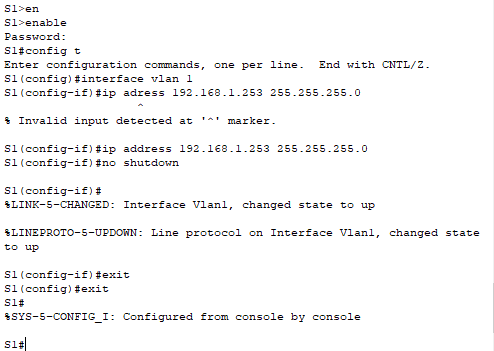 S1>en
S1>enable
Password:
S1#config t
Enter configuration commands, one per line.  End with CNTL/Z.
S1(config)#interface vlan 1
S1(config-if)#ip adress 192.168.1.253 255.255.255.0
^
% Invalid input detected at '^' marker.
S1(config-if)#ip address 192.168.1.253 255.255.255.0
S1(config-if)#no shutdown
S1(config-if)#
%LINK-5-CHANGED: Interface Vlan1, changed state to up
%LINEPROTO-5-UPDOWN: Line protocol on Interface Vlan1, changed state
to up
S1(config-if)#exit
S1(config)#exit
S1#
%SYS-5-CONFIG_I: Configured from console by console
S1#